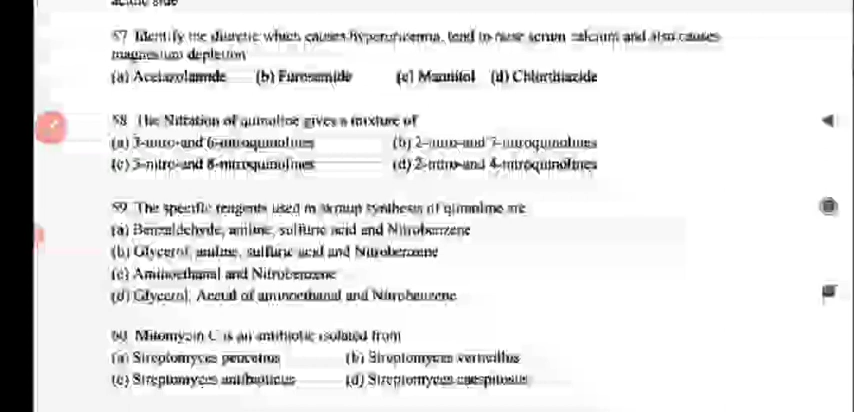 57 Identify the diuretic which causes hyperuricemia, tend to raise serum calcium and also causes
magnesium depletion
(a) Acetazolamide (b) Furosemide (c) Mannitol (d) Chlorthiazide
58 The Nitration of quinoline gives a mixture of
(a) and (b) 2-nitro-and 7-nitroquinolines
(c) 5-nitro-and 8-nitroquinolines (d) 2-nitro-and 4-nitroquinolines
59 The specific reagents used in skraup synthesis of quinoline are
(a) Benzaldehyde, aniline, sulfuric acid and Nitrobenzene
(b) Glycerol, aniline, sulfuric acid and Nitrobenzene
(c) Aminoethanal and Nitrobenzene
(d) Glycerol, Acetal of aminoethanal and Nitrobenzene
60 Mitomycin C is an antibiotic isolated from
(a) Streptomyces peucetius (b) Streptomyces verticillus
(c) Streptomyces antibioticus (d) Streptomyces caespitosus